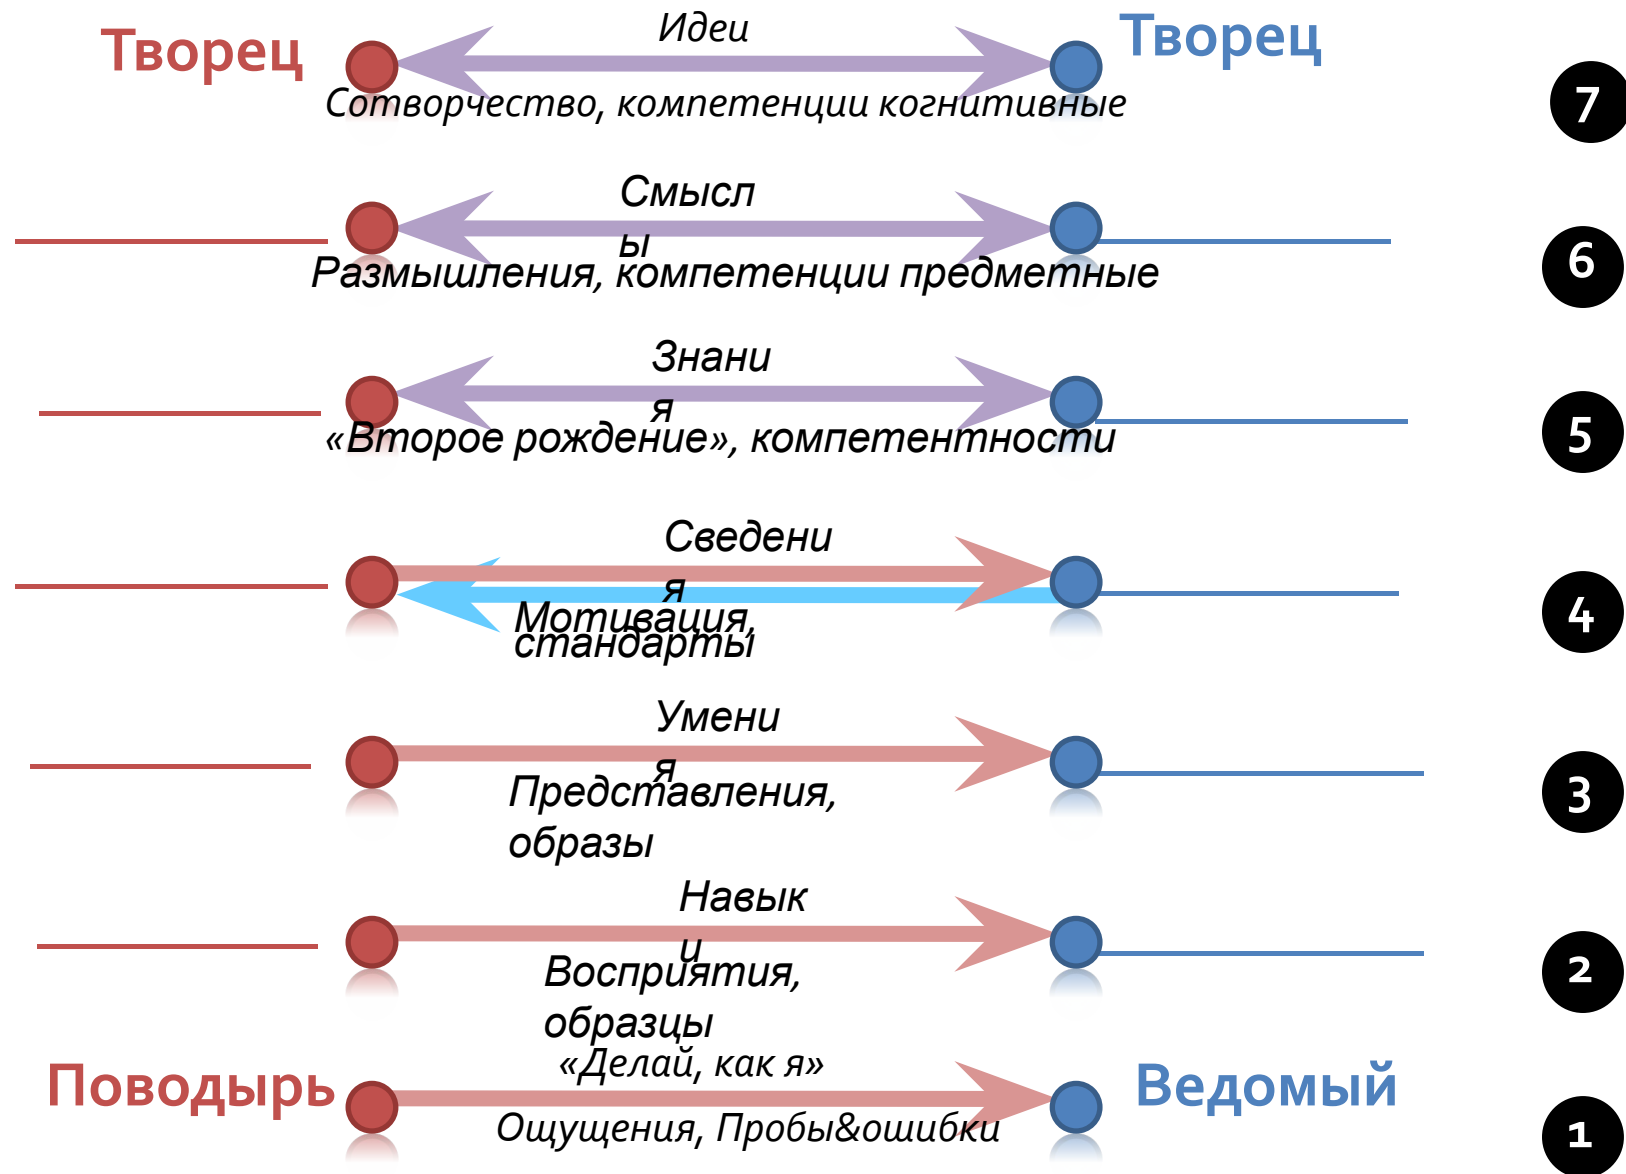 Творец
Идеи
Творец
Сотворчество, компетенции когнитивные
7
Смысл
ы
Размышления, компетенции предметные
6
Знани
я
«Второе рождение», компетентности
5
Сведени
я
Мотивация,
стандарты
4
Умени
я
Представления,
образы
3
Навык
и
Восприятия,
образцы
2
Поводырь
«Делай, как я»
Ведомый
Ощущения, Пробы&ошибки
1